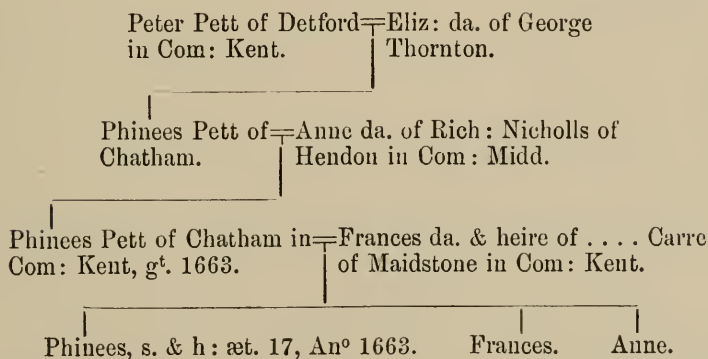 Peter Pett of Detford=Eliz: da. of George
in Com: Kent. Thornton.
Phinees Pett of=Anne da. of Rich: Nicholls of
Chatham. Hendon in Com: Midd.
Phinees Pett of Chatham in=Frances da. & heire of . . . . Carre
Com: Kent, gᵗ. 1663. of Maidstone in Com: Kent.
Phinees, s. & h: æt. 17, Anº 1663. Frances. Anne.